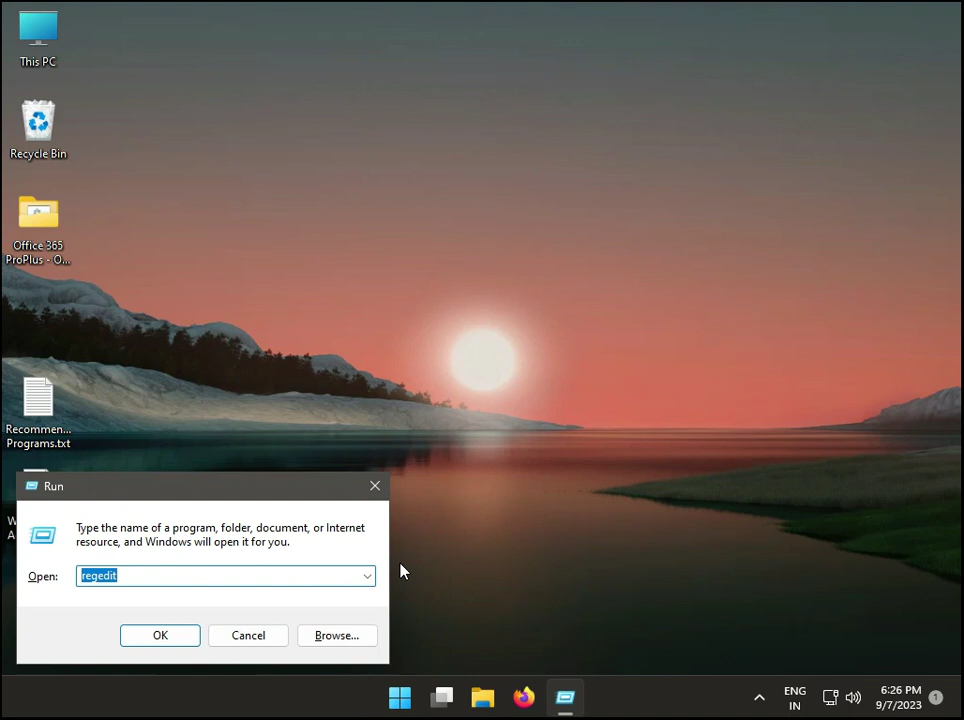 This PC
Recycle Bin
Office 365
ProPlus - O...
Recommen...
Programs.txt
W
A
Run
Type the name of a program, folder, document, or Internet
resource, and Windows will open it for you.
Open:
regedit
OK
Cancel
Browse...
ENG
IN
6:26 PM
9/7/2023
1